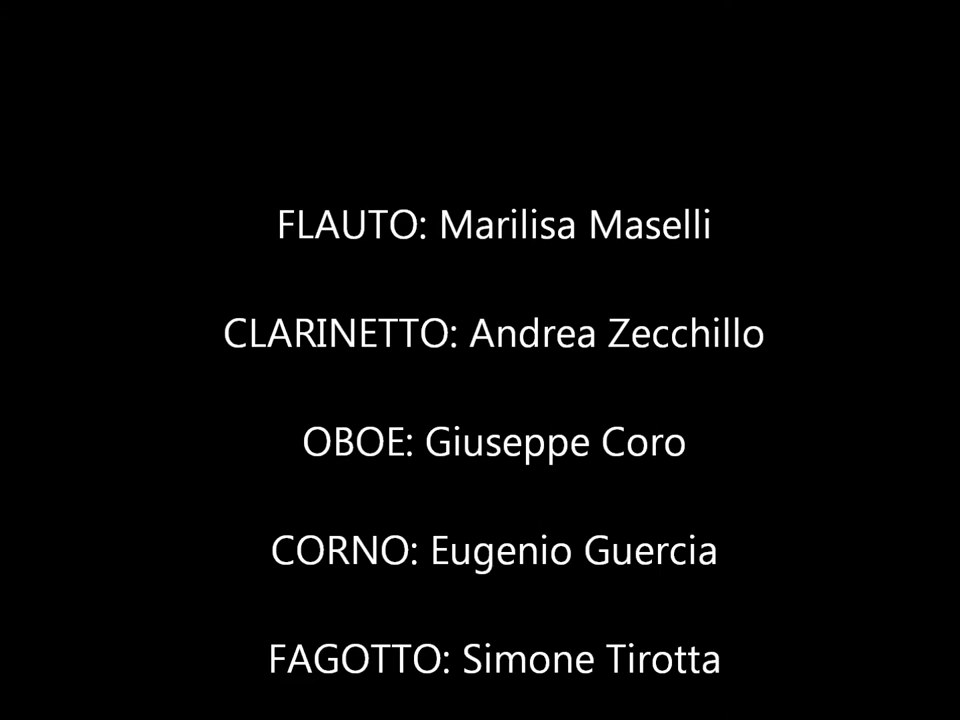 FLAUTO: Marilisa Maselli
CLARINETTO: Andrea Zecchillo
OBOE: Giuseppe Coro
CORNO: Eugenio Guercia
FAGOTTO: Simone Tirotta